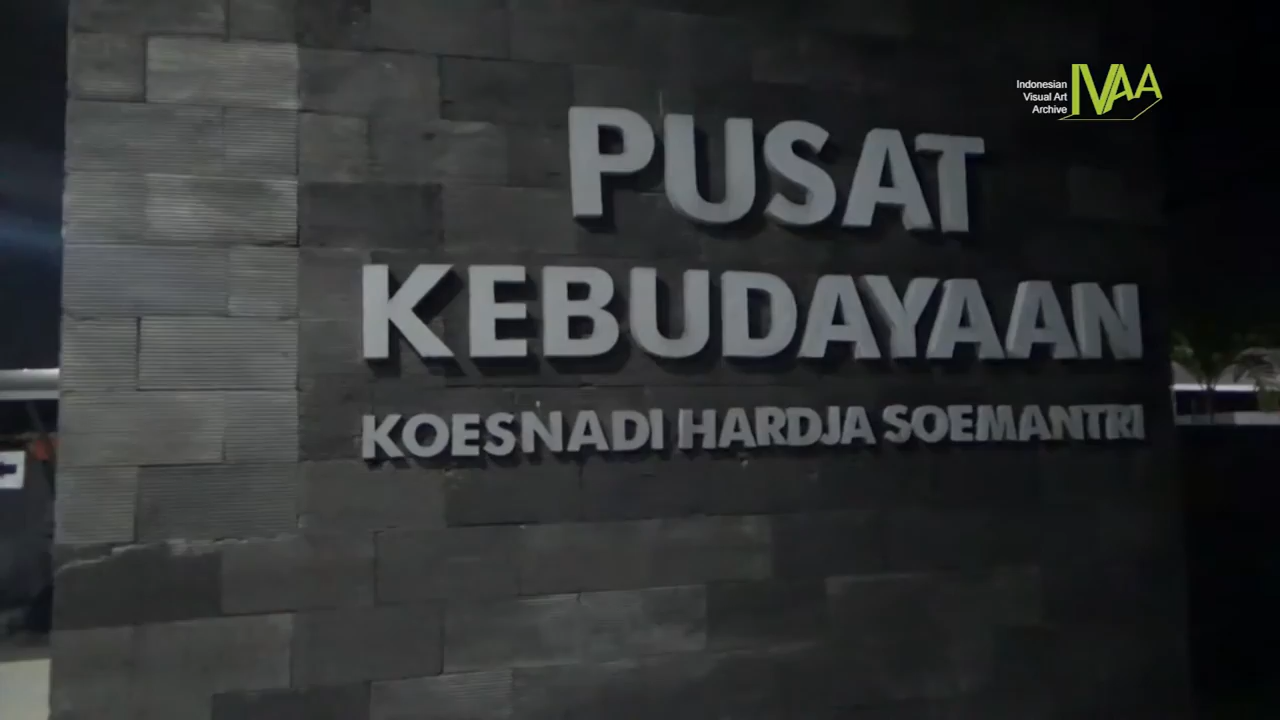 Indonesian
Visual Art
Archive
IVAA
PUSAT
KEBUDAYAAN
KOESNADI HARDJA SOEMANTRI